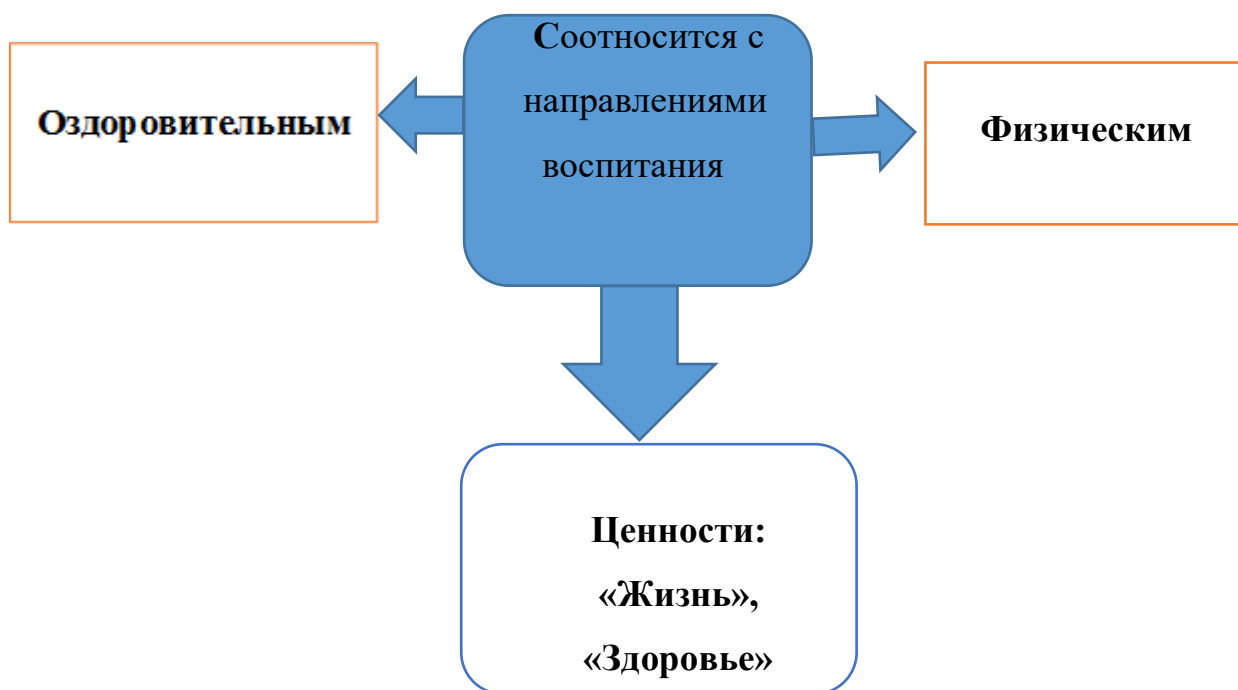 Соотносится с
направлениями
воспитания
Оздоровительным
Физическим
Ценности:
«Жизнь»,
«Здоровье»